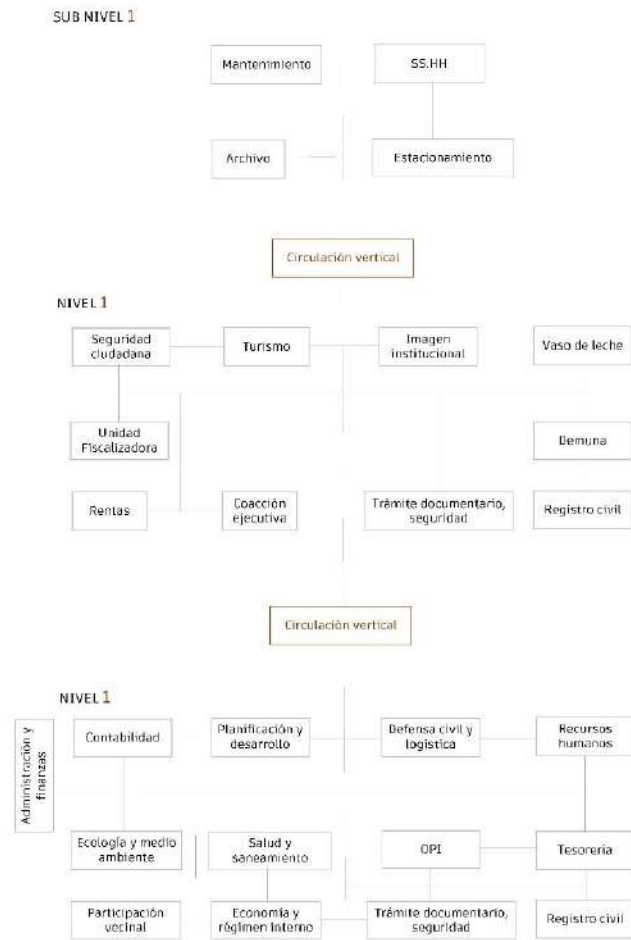 SUB NIVEL 1
Mantenimiento
SS.HH
Archivo
Estacionamiento
Circulación vertical
NIVEL 1
Seguridad
ciudadana
Turismo
Imagen
institucional
Vaso de leche
Unidad
Fiscalizadora
Demuna
Rentas
Coacción
ejecutiva
Trámite documentario,
seguridad
Registro civil
Circulación vertical
NIVEL 1
Administración y
finanzas
Contabilidad
Planificación y
desarrollo
Defensa civil y
logística
Recursos
humanos
Ecología y medio
ambiente
Salud y
saneamiento
OPI
Tesorería
Participación
vecinal
Economía y
régimen interno
Trámite documentario,
seguridad
Registro civil